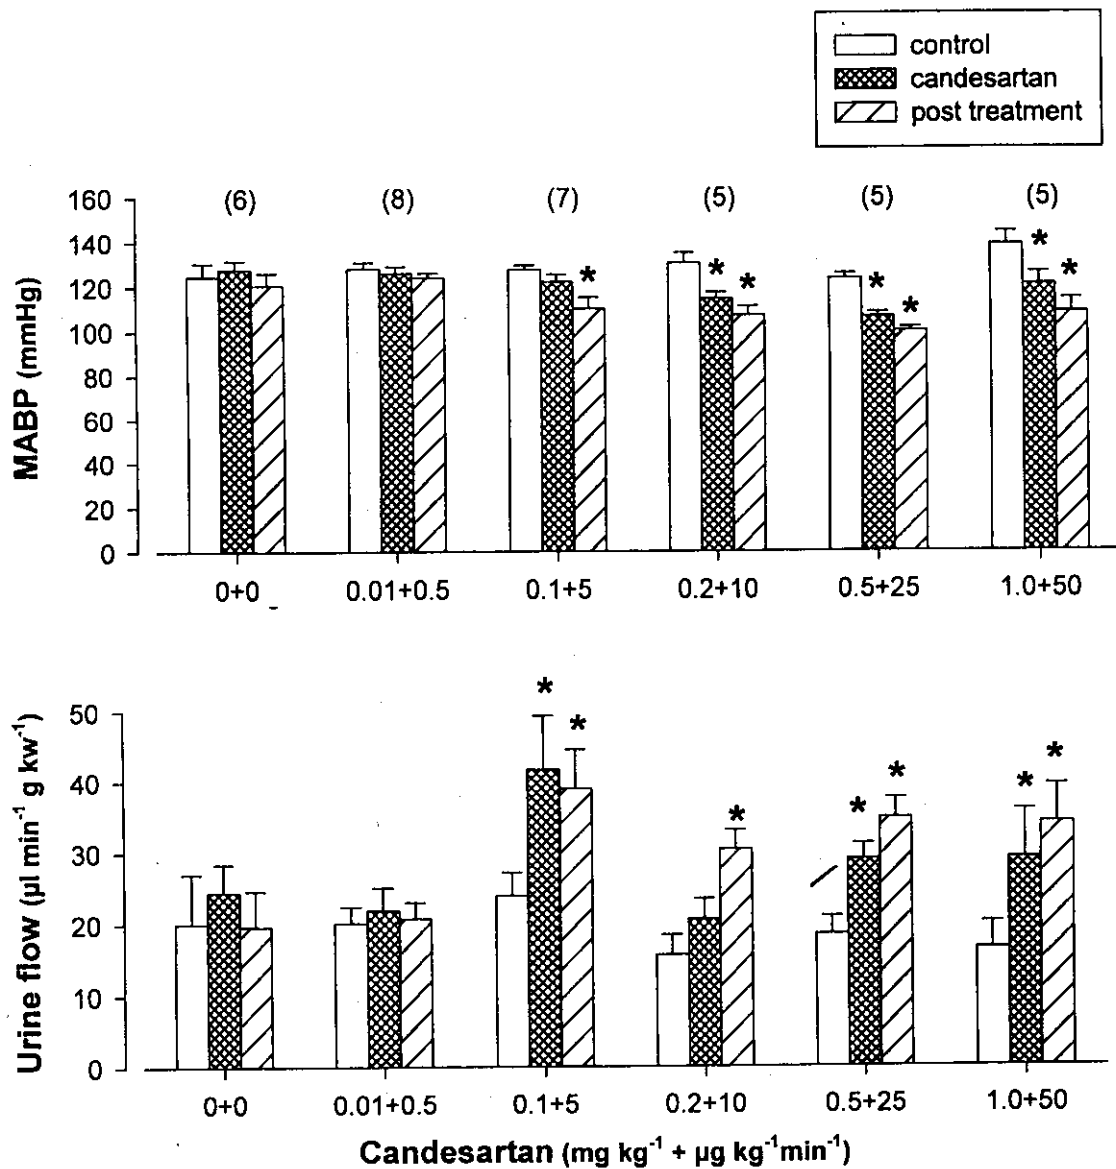 control
candesartan
post treatment
160
140
120
100
80
60
40
20
0
MABP (mmHg)
(6) (8) (7) (5) (5) (5)
* * * * * * *
0+0 0.01+0.5 0.1+5 0.2+10 0.5+25 1.0+50
50
40
30
20
10
0
Urine flow (µl min⁻¹ g kw⁻¹)
* * * * * * *
0+0 0.01+0.5 0.1+5 0.2+10 0.5+25 1.0+50
Candesartan (mg kg⁻¹ + µg kg⁻¹min⁻¹)